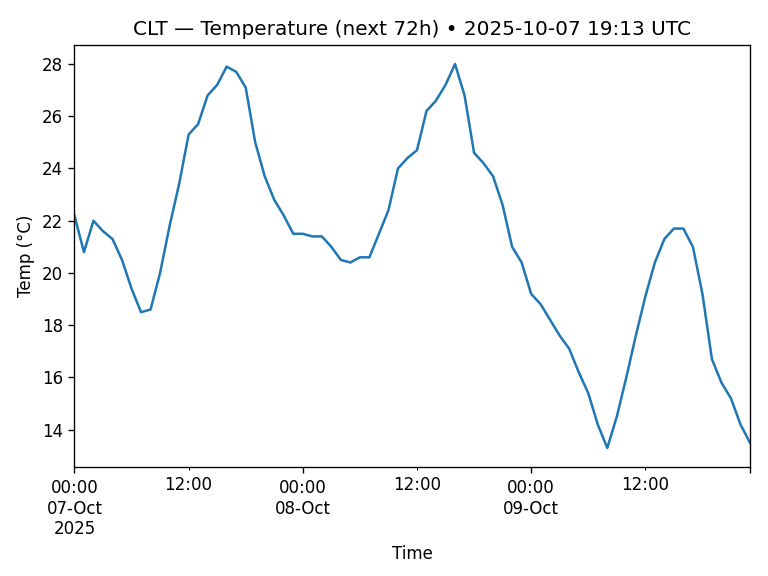 CLT — Temperature (next 72h) • 2025-10-07 19:13 UTC
28
26
24
22
20
18
16
14
Temp (°C)
00:00 12:00 00:00 12:00 00:00 12:00
07-Oct 08-Oct 09-Oct
2025
Time